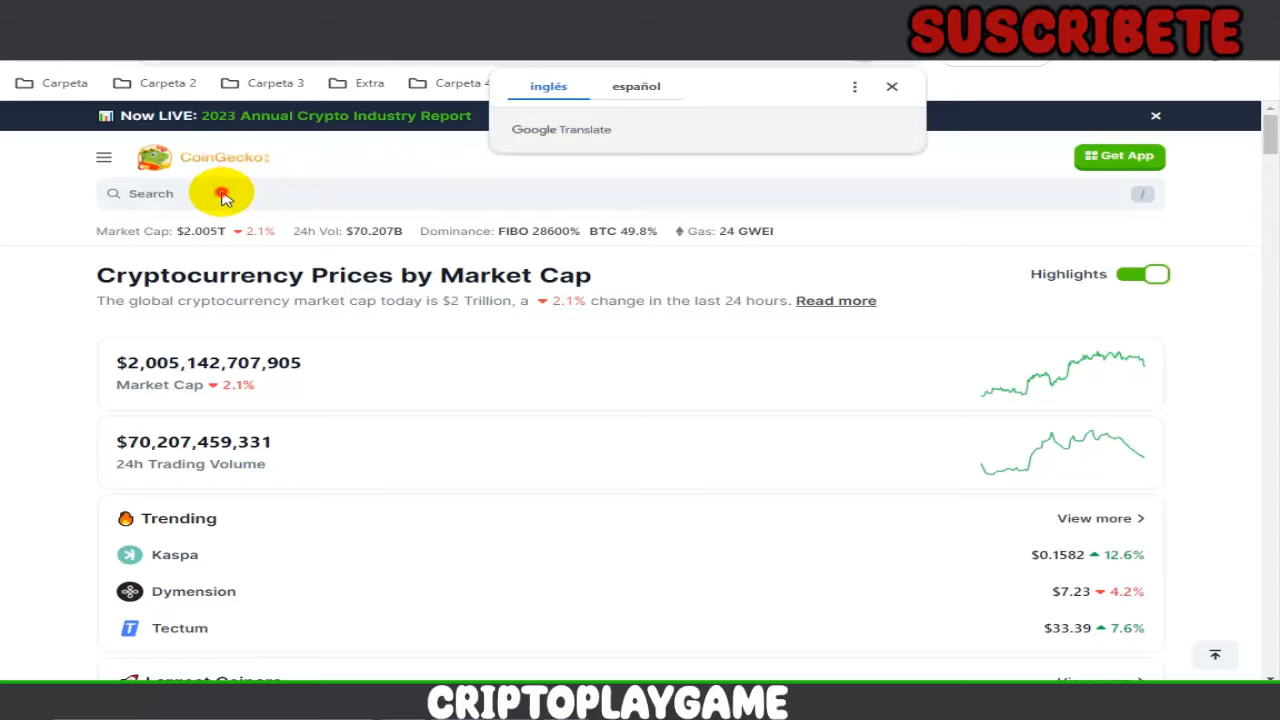 SUSCRIBETE
Carpeta Carpeta 2 Carpeta 3 Extra Carpeta 4
inglés español
Google Translate
Now LIVE: 2023 Annual Crypto Industry Report
CoinGecko
Get App
Search /
Market Cap: $2.005T 2.1% 24h Vol: $70.207B Dominance: FIBO 28600% BTC 49.8% Gas: 24 GWEI
Cryptocurrency Prices by Market Cap
Highlights
The global cryptocurrency market cap today is $2 Trillion, a 2.1% change in the last 24 hours. Read more
$2,005,142,707,905
Market Cap 2.1%
$70,207,459,331
24h Trading Volume
Trending View more
Kaspa $0.1582 12.6%
Dymension $7.23 4.2%
Tectum $33.39 7.6%
CRIPTOPLAYGAME